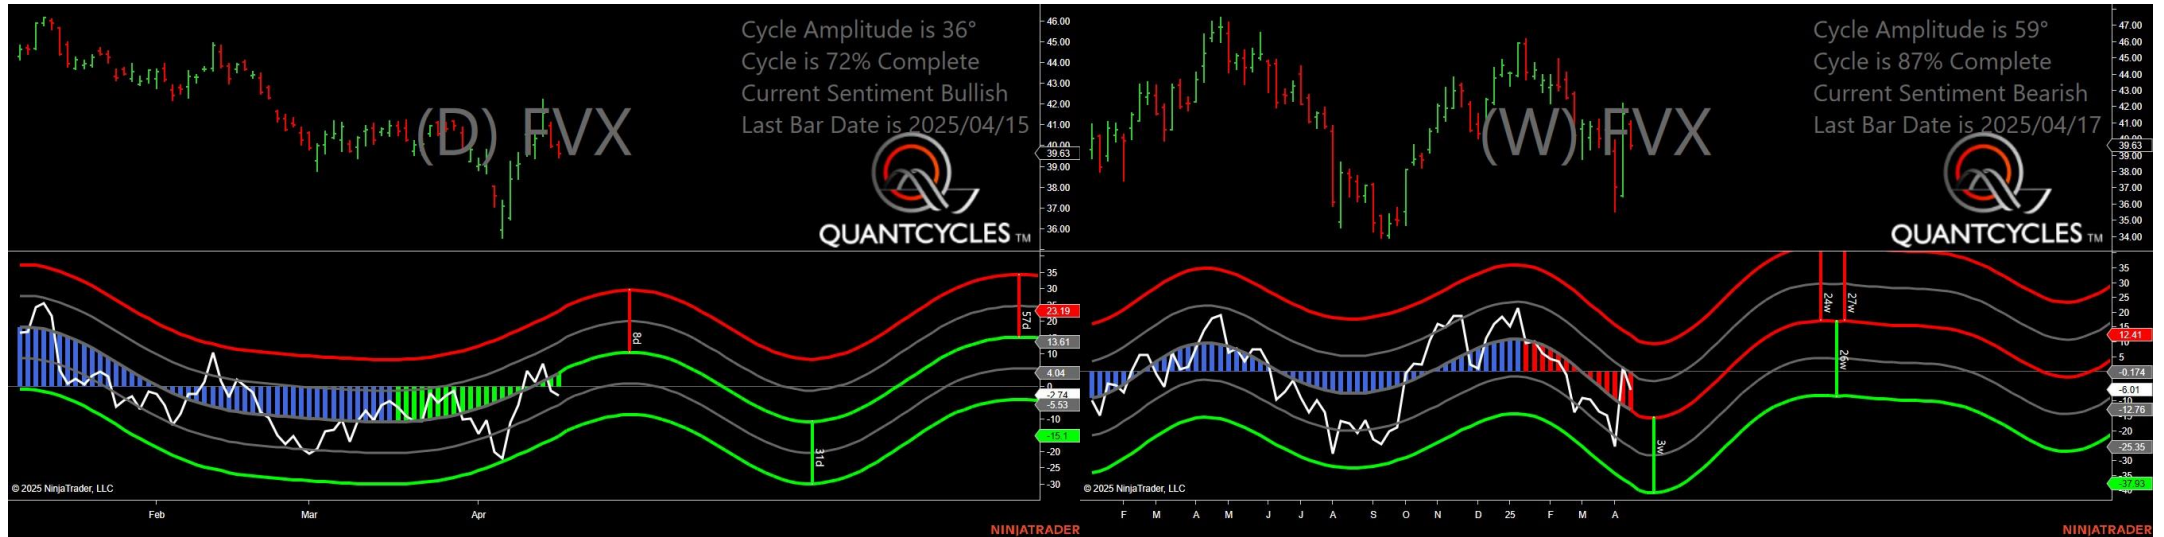 Cycle Amplitude is 36°
Cycle is 72% Complete
Current Sentiment Bullish
Last Bar Date is 2025/04/15
(D) FVX
QUANTCYCLES TM
46.00
45.00
44.00
43.00
42.00
41.00
40.00
39.63
39.00
38.00
37.00
36.00
35
30
23.19
20
13.61
10
4.04
0
-2.74
-5.53
-10
-15.1
-20
-25
-30
8d
31d
57d
© 2025 NinjaTrader, LLC
Feb Mar Apr
NINJATRADER
Cycle Amplitude is 59°
Cycle is 87% Complete
Current Sentiment Bearish
Last Bar Date is 2025/04/17
(W) FVX
QUANTCYCLES TM
47.00
46.00
45.00
44.00
43.00
42.00
41.00
40.00
39.63
39.00
38.00
37.00
36.00
35.00
34.00
35
30
25
20
15
12.41
10
5
-0.174
-6.01
-10
-12.76
-20
-25.35
-30
-35
-37.93
24w
27w
26w
3w
© 2025 NinjaTrader, LLC
F M A M J J A S O N D 25 F M A
NINJATRADER